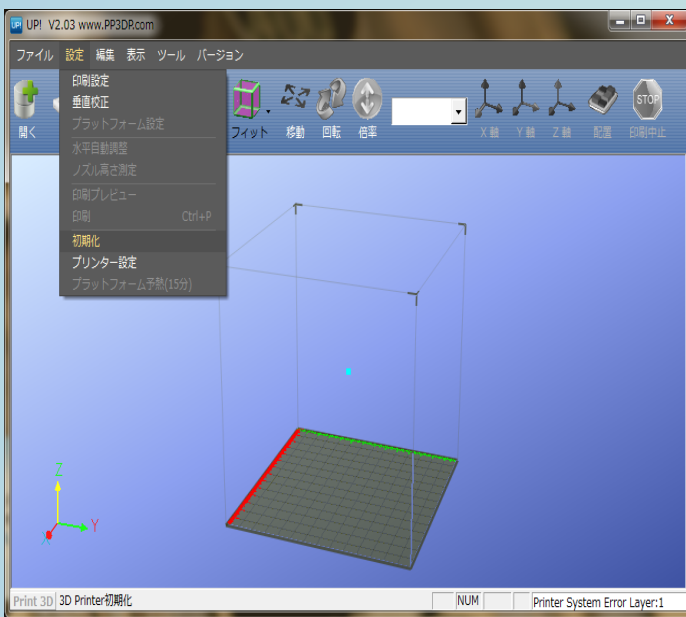 UP! V2.03 www.PP3DP.com
ファイル 設定 編集 表示 ツール バージョン
開く フィット 移動 回転 倍率 X 軸 Y 軸 Z 軸 配置 印刷中止
STOP
印刷設定
垂直校正
プラットフォーム設定
水平自動調整
ノズル高さ測定
印刷プレビュー
印刷 Ctrl+P
初期化
プリンター設定
プラットフォーム予熱(15分)
Z
X
Y
Print 3D 3D Printer初期化 NUM Printer System Error Layer:1